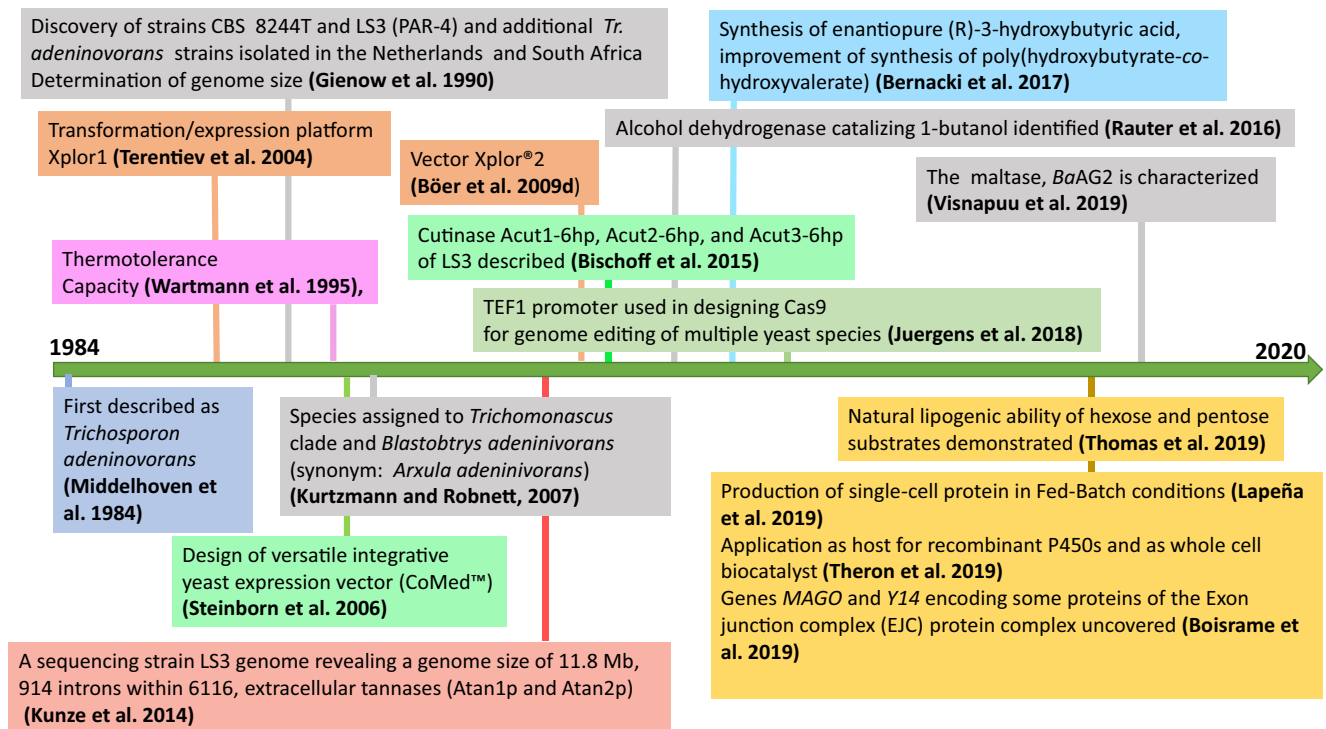 Discovery of strains CBS 8244T and LS3 (PAR-4) and additional Tr.
adeninovorans strains isolated in the Netherlands and South Africa
Determination of genome size (Gienow et al. 1990)
Synthesis of enantiopure (R)-3-hydroxybutyric acid,
improvement of synthesis of poly(hydroxybutyrate-co-
hydroxyvalerate) (Bernacki et al. 2017)
Transformation/expression platform
Xplor1 (Terentiev et al. 2004)
Vector Xplor®2
(Böer et al. 2009d)
Alcohol dehydrogenase catalizing 1-butanol identified (Rauter et al. 2016)
The maltase, BaAG2 is characterized
(Visnapuu et al. 2019)
Thermotolerance
Capacity (Wartmann et al. 1995),
Cutinase Acut1-6hp, Acut2-6hp, and Acut3-6hp
of LS3 described (Bischoff et al. 2015)
TEF1 promoter used in designing Cas9
for genome editing of multiple yeast species (Juergens et al. 2018)
1984
2020
First described as
Trichosporon
adeninovorans
(Middelhoven et
al. 1984)
Species assigned to Trichomonascus
clade and Blastobtrys adeninivorans
(synonym: Arxula adeninivorans)
(Kurtzmann and Robnett, 2007)
Natural lipogenic ability of hexose and pentose
substrates demonstrated (Thomas et al. 2019)
Design of versatile integrative
yeast expression vector (CoMed™)
(Steinborn et al. 2006)
Production of single-cell protein in Fed-Batch conditions (Lapeña
et al. 2019)
Application as host for recombinant P450s and as whole cell
biocatalyst (Theron et al. 2019)
Genes MAGO and Y14 encoding some proteins of the Exon
junction complex (EJC) protein complex uncovered (Boisrame et
al. 2019)
A sequencing strain LS3 genome revealing a genome size of 11.8 Mb,
914 introns within 6116, extracellular tannases (Atan1p and Atan2p)
(Kunze et al. 2014)